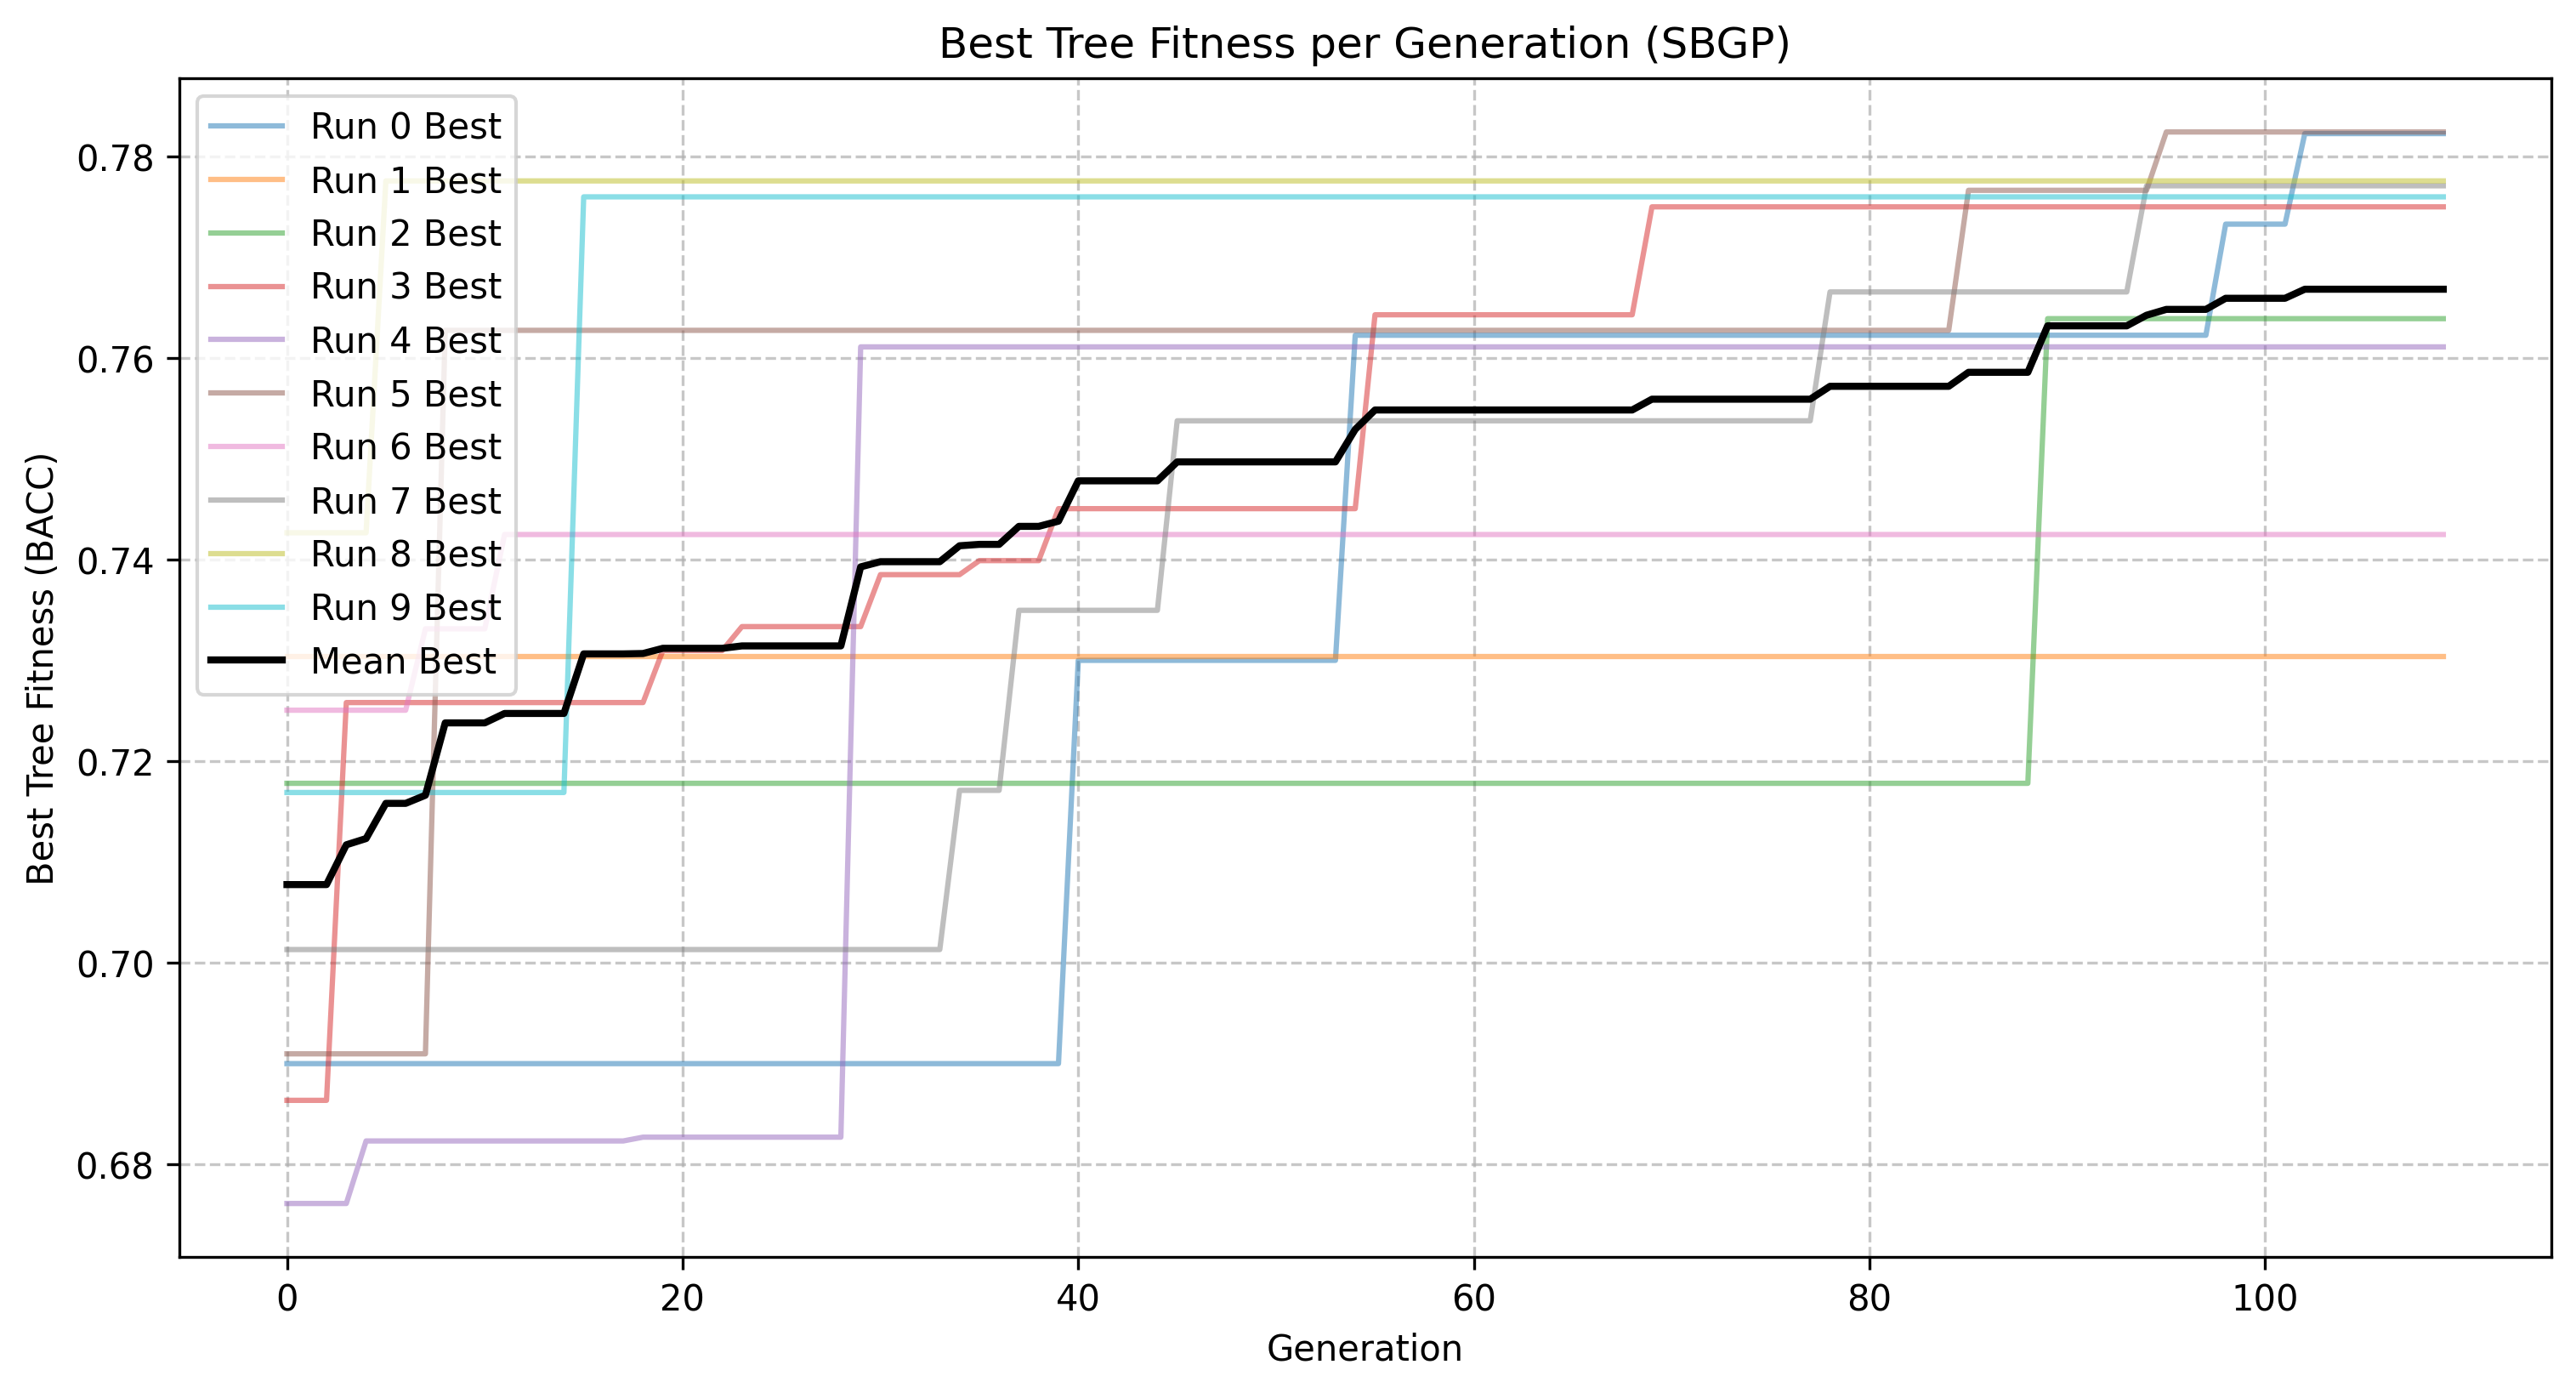 Best Tree Fitness per Generation (SBGP)
Run 0 Best
Run 1 Best
Run 2 Best
Run 3 Best
Run 4 Best
Run 5 Best
Run 6 Best
Run 7 Best
Run 8 Best
Run 9 Best
Mean Best
Best Tree Fitness (BACC)
0.78
0.76
0.74
0.72
0.70
0.68
0
20
40
60
80
100
Generation